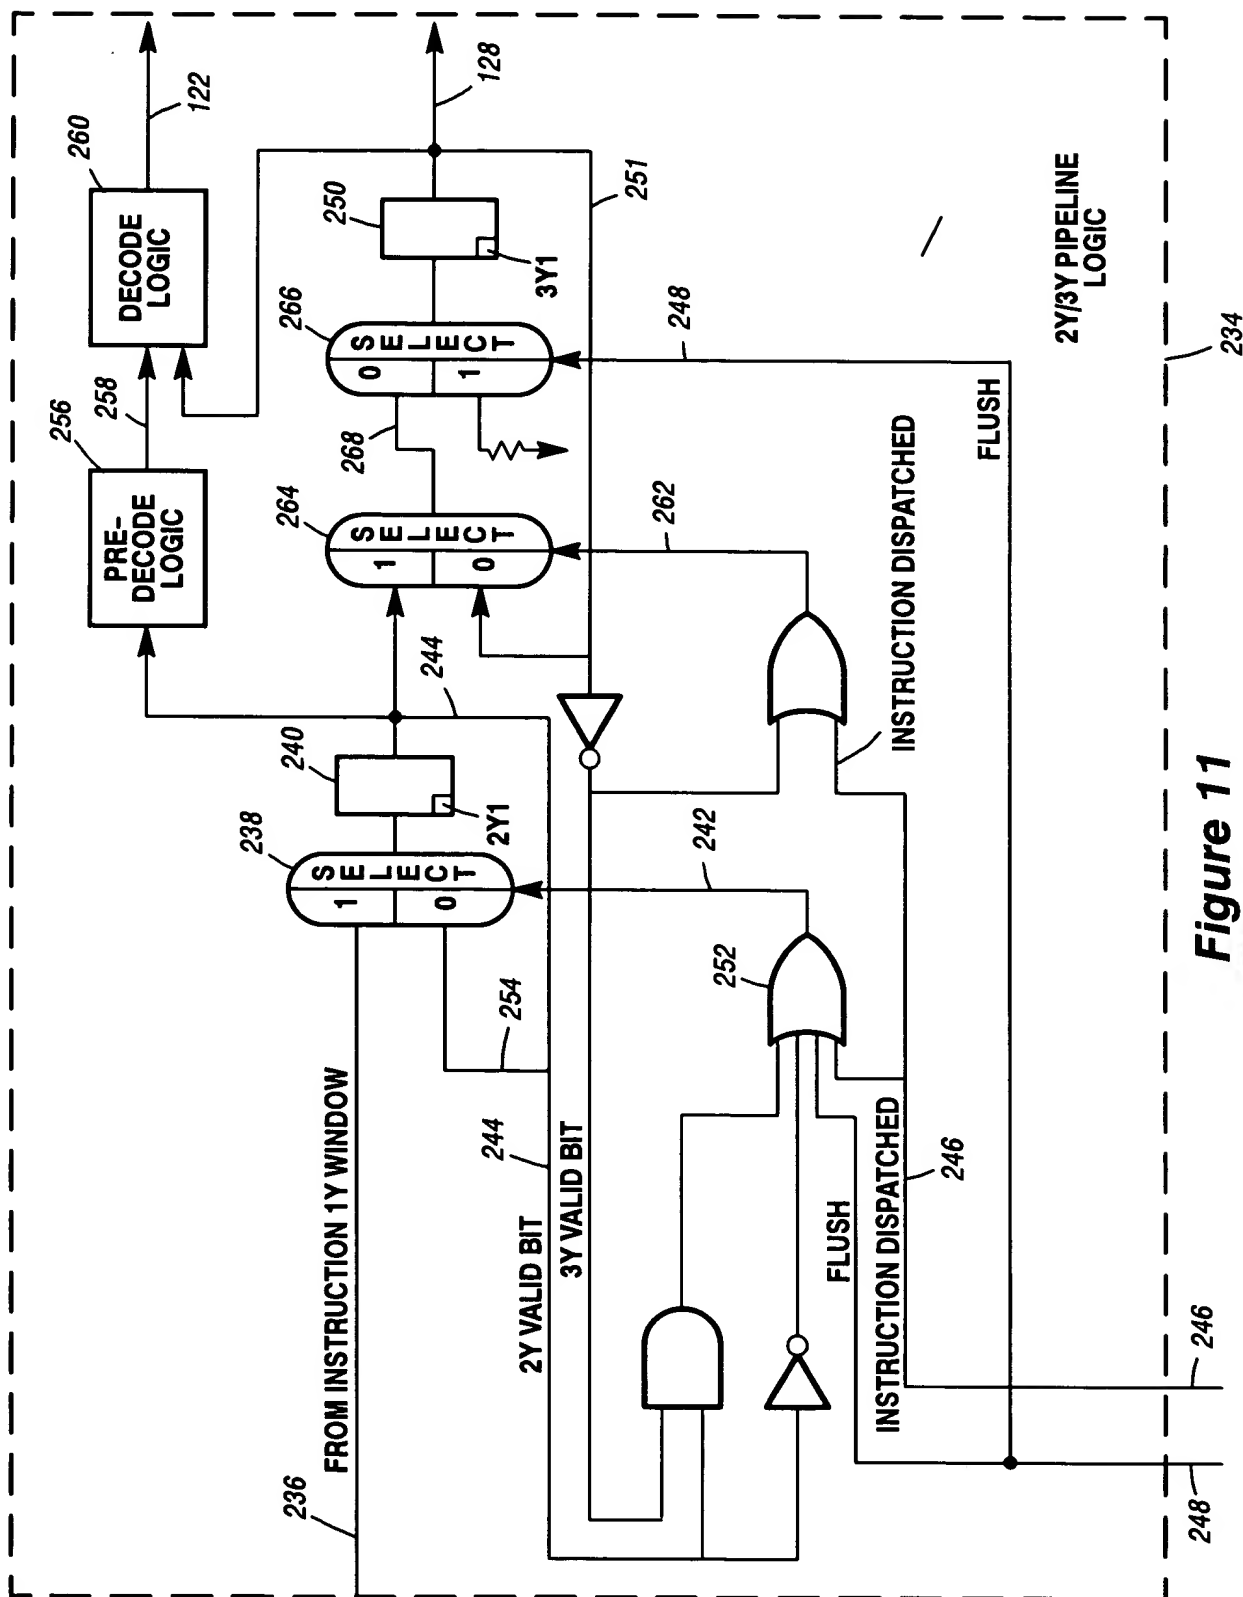 260
DECODE
LOGIC
122
256
PRE-
DECODE
LOGIC
258
128
250
3Y1
251
266
SELECT
0
1
268
264
SELECT
1
0
248
262
244
240
2Y1
238
SELECT
1
0
242
254
252
236
FROM INSTRUCTION 1Y WINDOW
244
2Y VALID BIT
3Y VALID BIT
FLUSH
INSTRUCTION DISPATCHED
246
INSTRUCTION DISPATCHED
FLUSH
2Y/3Y PIPELINE
LOGIC
234
246
248
Figure 11